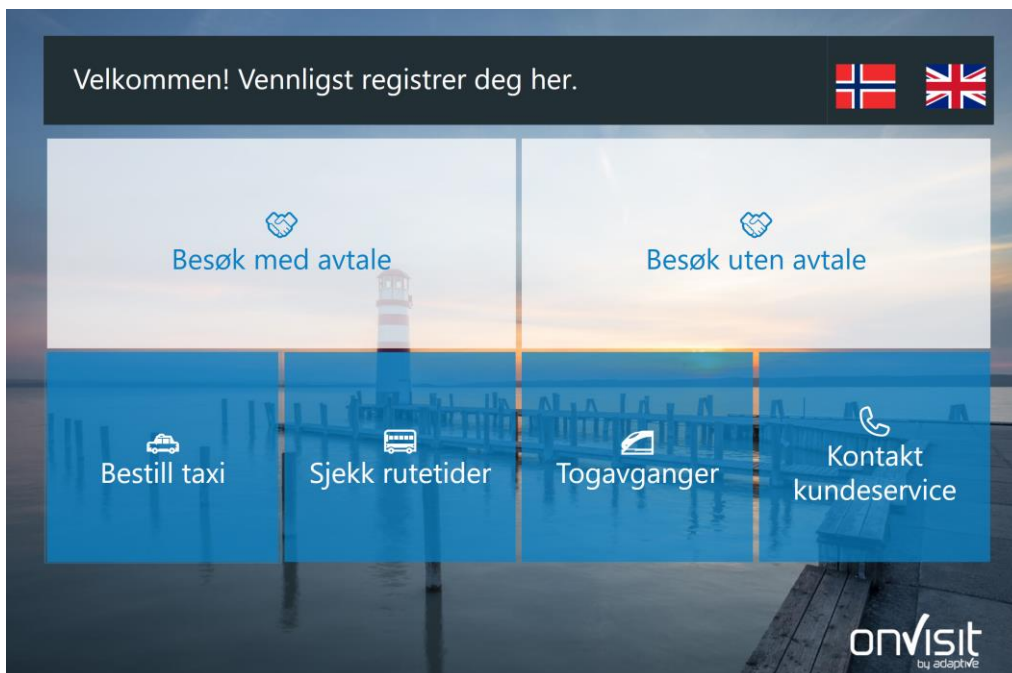 Velkommen! Vennligst registrer deg her.
Besøk med avtale
Besøk uten avtale
Bestill taxi
Sjekk rutetider
Togavganger
Kontakt
kundeservice
onvisit
by adaptive